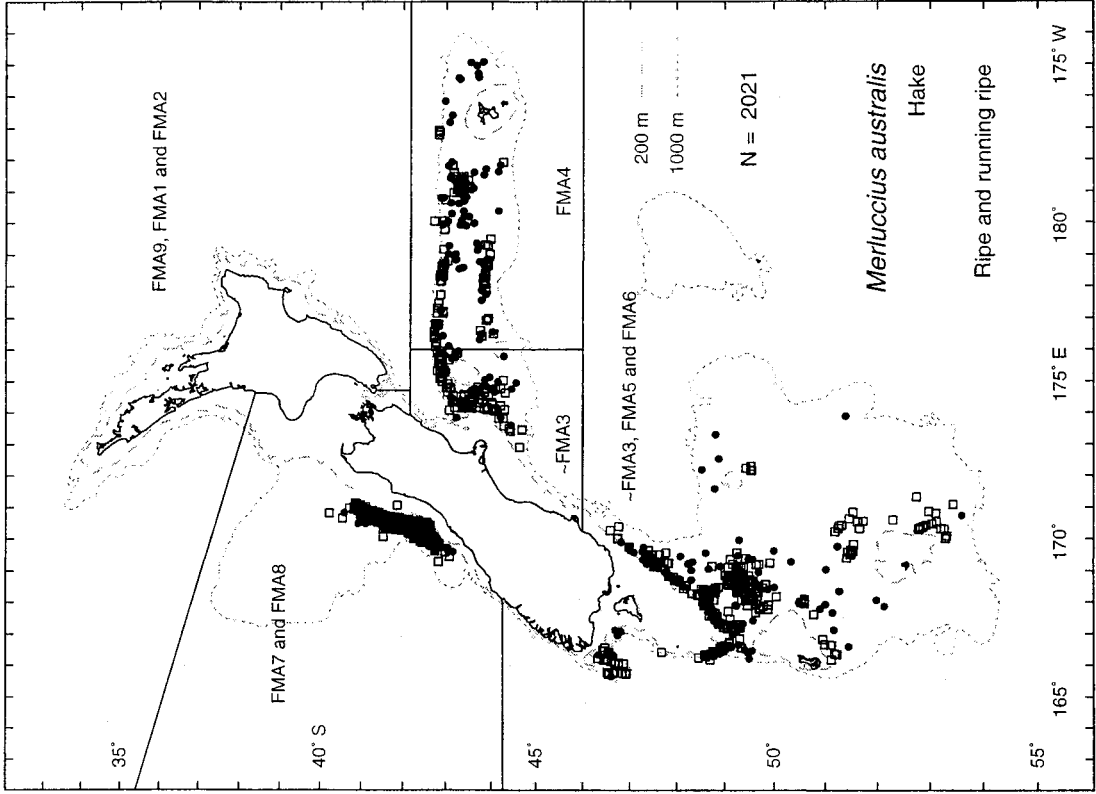 FMA9, FMA1 and FMA2
FMA7 and FMA8
FMA4
~FMA3
~FMA3, FMA5 and FMA6
200 m
1000 m
N = 2021
Merluccius australis
Hake
Ripe and running ripe
35°
40° S
45°
50°
55°
165°
170°
175° E
180°
175° W